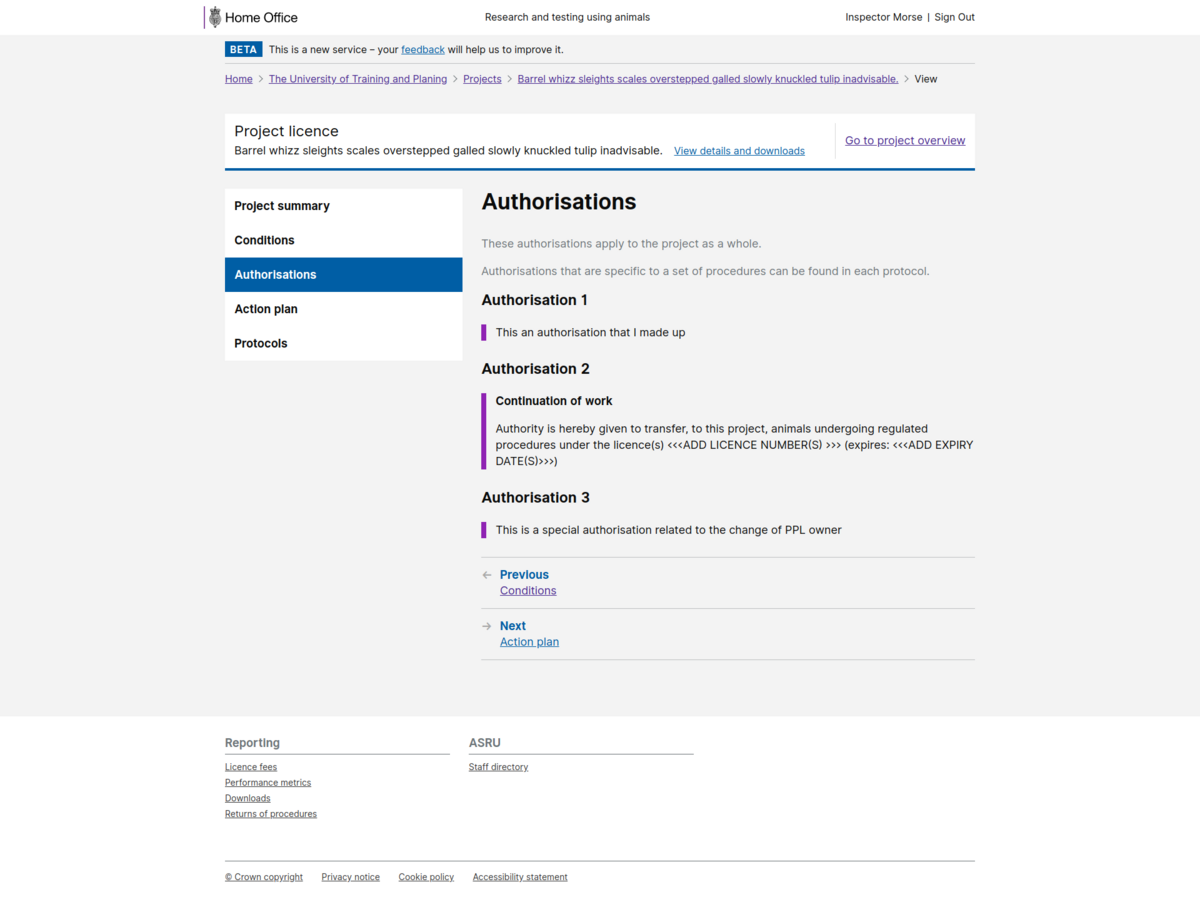 Home Office
Research and testing using animals
Inspector Morse | Sign Out
BETA This is a new service – your feedback will help us to improve it.
Home > The University of Training and Planing > Projects > Barrel whizz sleights scales overstepped galled slowly knuckled tulip inadvisable. > View
Project licence
Barrel whizz sleights scales overstepped galled slowly knuckled tulip inadvisable. View details and downloads
Go to project overview
Project summary
Conditions
Authorisations
Action plan
Protocols
Authorisations
These authorisations apply to the project as a whole.
Authorisations that are specific to a set of procedures can be found in each protocol.
Authorisation 1
This an authorisation that I made up
Authorisation 2
Continuation of work
Authority is hereby given to transfer, to this project, animals undergoing regulated
procedures under the licence(s) <<<ADD LICENCE NUMBER(S) >>> (expires: <<<ADD EXPIRY
DATE(S)>>>)
Authorisation 3
This is a special authorisation related to the change of PPL owner
← Previous
Conditions
→ Next
Action plan
Reporting
Licence fees
Performance metrics
Downloads
Returns of procedures
ASRU
Staff directory
© Crown copyright Privacy notice Cookie policy Accessibility statement